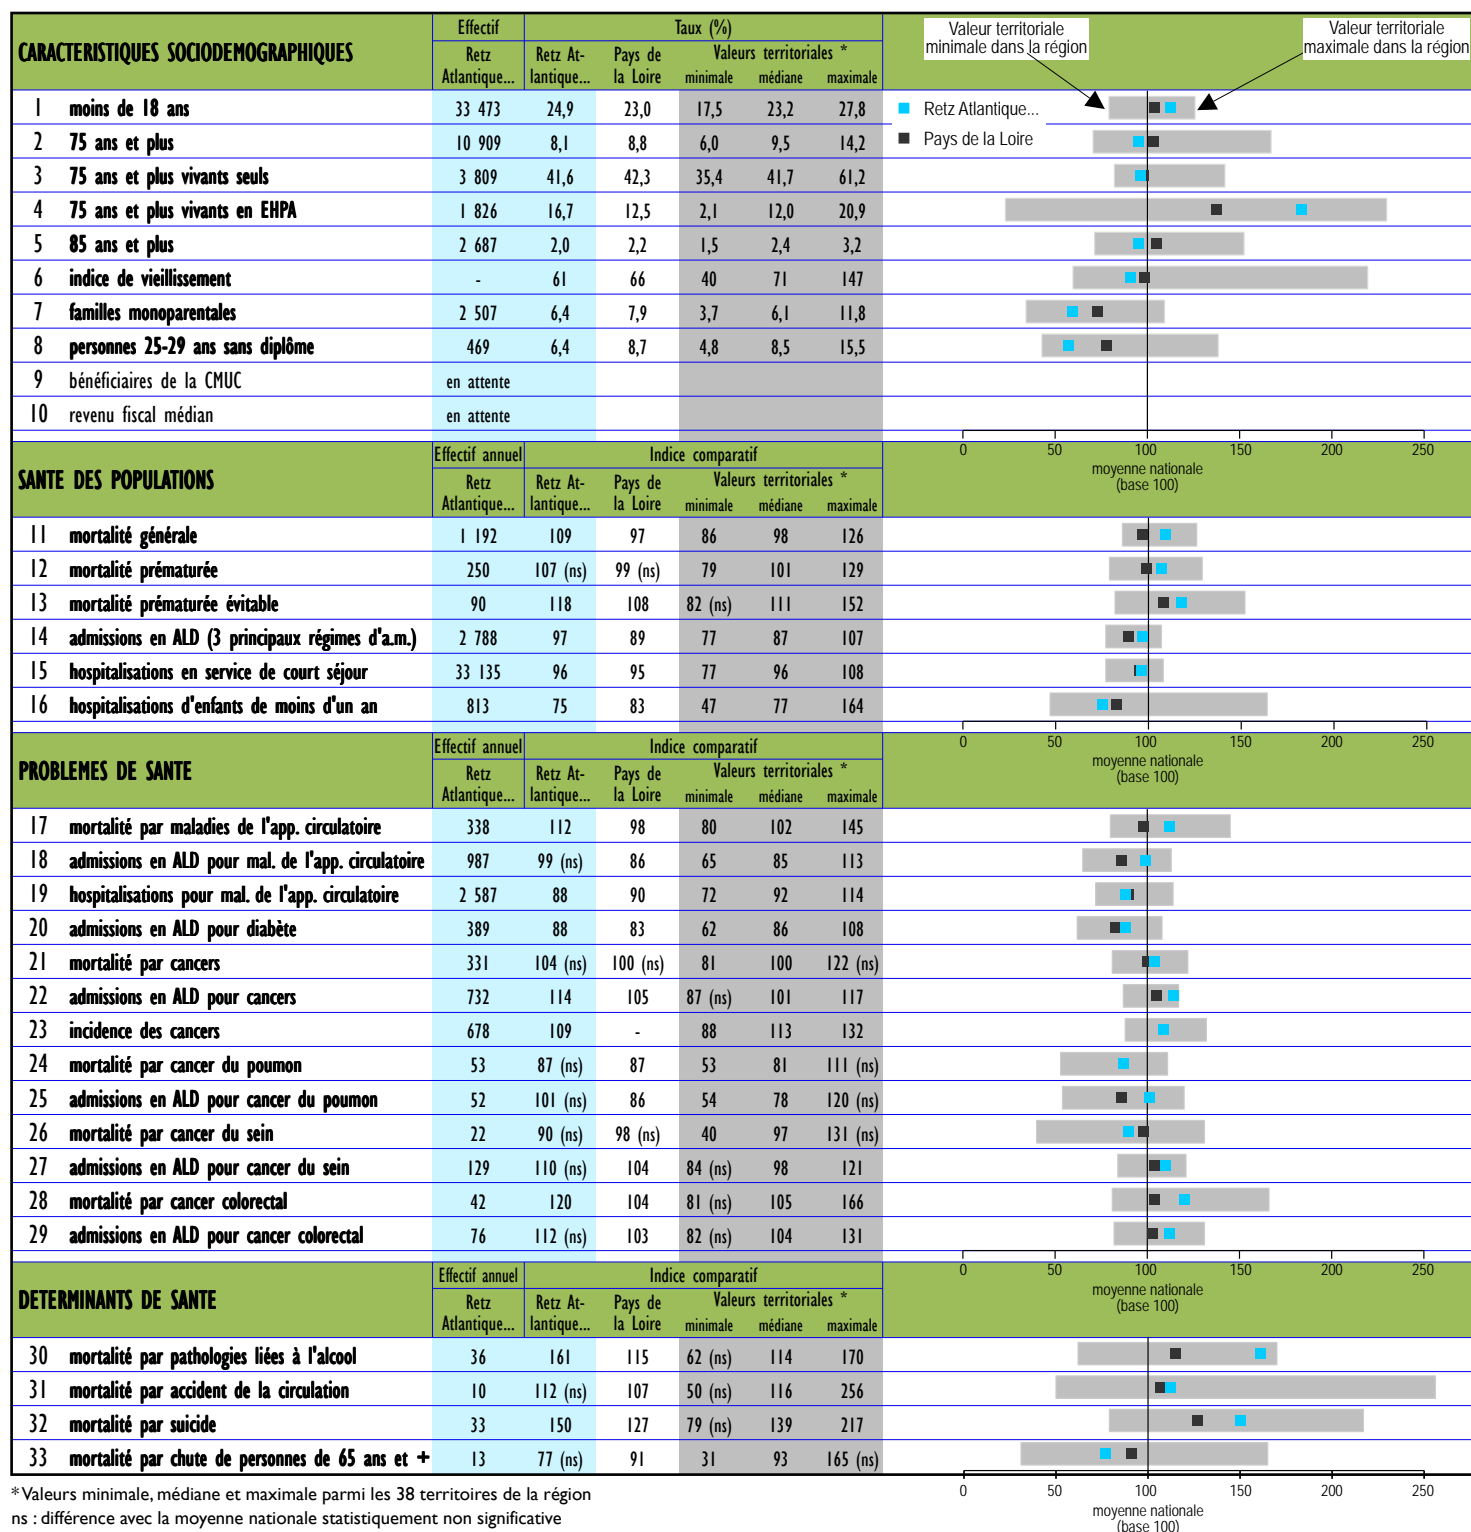 CARACTERISTIQUES SOCIODEMOGRAPHIQUES
Effectif Taux (%)
Retz Atlantique... Retz At-lantique... Pays de la Loire Valeurs territoriales *
minimale médiane maximale
Valeur territoriale minimale dans la région
Valeur territoriale maximale dans la région
Retz Atlantique...
Pays de la Loire
1 moins de 18 ans 33 473 24,9 23,0 17,5 23,2 27,8
2 75 ans et plus 10 909 8,1 8,8 6,0 9,5 14,2
3 75 ans et plus vivants seuls 3 809 41,6 42,3 35,4 41,7 61,2
4 75 ans et plus vivants en EHPA 1 826 16,7 12,5 2,1 12,0 20,9
5 85 ans et plus 2 687 2,0 2,2 1,5 2,4 3,2
6 indice de vieillissement - 61 66 40 71 147
7 familles monoparentales 2 507 6,4 7,9 3,7 6,1 11,8
8 personnes 25-29 ans sans diplôme 469 6,4 8,7 4,8 8,5 15,5
9 bénéficiaires de la CMUC en attente
10 revenu fiscal médian en attente
0 50 100 150 200 250
moyenne nationale
(base 100)
SANTE DES POPULATIONS
Effectif annuel Indice comparatif
Retz Atlantique... Retz At-lantique... Pays de la Loire Valeurs territoriales *
minimale médiane maximale
11 mortalité générale 1 192 109 97 86 98 126
12 mortalité prématurée 250 107 (ns) 99 (ns) 79 101 129
13 mortalité prématurée évitable 90 118 108 82 (ns) 111 152
14 admissions en ALD (3 principaux régimes d'a.m.) 2 788 97 89 77 87 107
15 hospitalisations en service de court séjour 33 135 96 95 77 96 108
16 hospitalisations d'enfants de moins d'un an 813 75 83 47 77 164
0 50 100 150 200 250
moyenne nationale
(base 100)
PROBLEMES DE SANTE
Effectif annuel Indice comparatif
Retz Atlantique... Retz At-lantique... Pays de la Loire Valeurs territoriales *
minimale médiane maximale
17 mortalité par maladies de l'app. circulatoire 338 112 98 80 102 145
18 admissions en ALD pour mal. de l'app. circulatoire 987 99 (ns) 86 65 85 113
19 hospitalisations pour mal. de l'app. circulatoire 2 587 88 90 72 92 114
20 admissions en ALD pour diabète 389 88 83 62 86 108
21 mortalité par cancers 331 104 (ns) 100 (ns) 81 100 122 (ns)
22 admissions en ALD pour cancers 732 114 105 87 (ns) 101 117
23 incidence des cancers 678 109 - 88 113 132
24 mortalité par cancer du poumon 53 87 (ns) 87 53 81 111 (ns)
25 admissions en ALD pour cancer du poumon 52 101 (ns) 86 54 78 120 (ns)
26 mortalité par cancer du sein 22 90 (ns) 98 (ns) 40 97 131 (ns)
27 admissions en ALD pour cancer du sein 129 110 (ns) 104 84 (ns) 98 121
28 mortalité par cancer colorectal 42 120 104 81 (ns) 105 166
29 admissions en ALD pour cancer colorectal 76 112 (ns) 103 82 (ns) 104 131
0 50 100 150 200 250
moyenne nationale
(base 100)
DETERMINANTS DE SANTE
Effectif annuel Indice comparatif
Retz Atlantique... Retz At-lantique... Pays de la Loire Valeurs territoriales *
minimale médiane maximale
30 mortalité par pathologies liées à l'alcool 36 161 115 62 (ns) 114 170
31 mortalité par accident de la circulation 10 112 (ns) 107 50 (ns) 116 256
32 mortalité par suicide 33 150 127 79 (ns) 139 217
33 mortalité par chute de personnes de 65 ans et + 13 77 (ns) 91 31 93 165 (ns)
0 50 100 150 200 250
moyenne nationale
(base 100)
* Valeurs minimale, médiane et maximale parmi les 38 territoires de la région
ns : différence avec la moyenne nationale statistiquement non significative